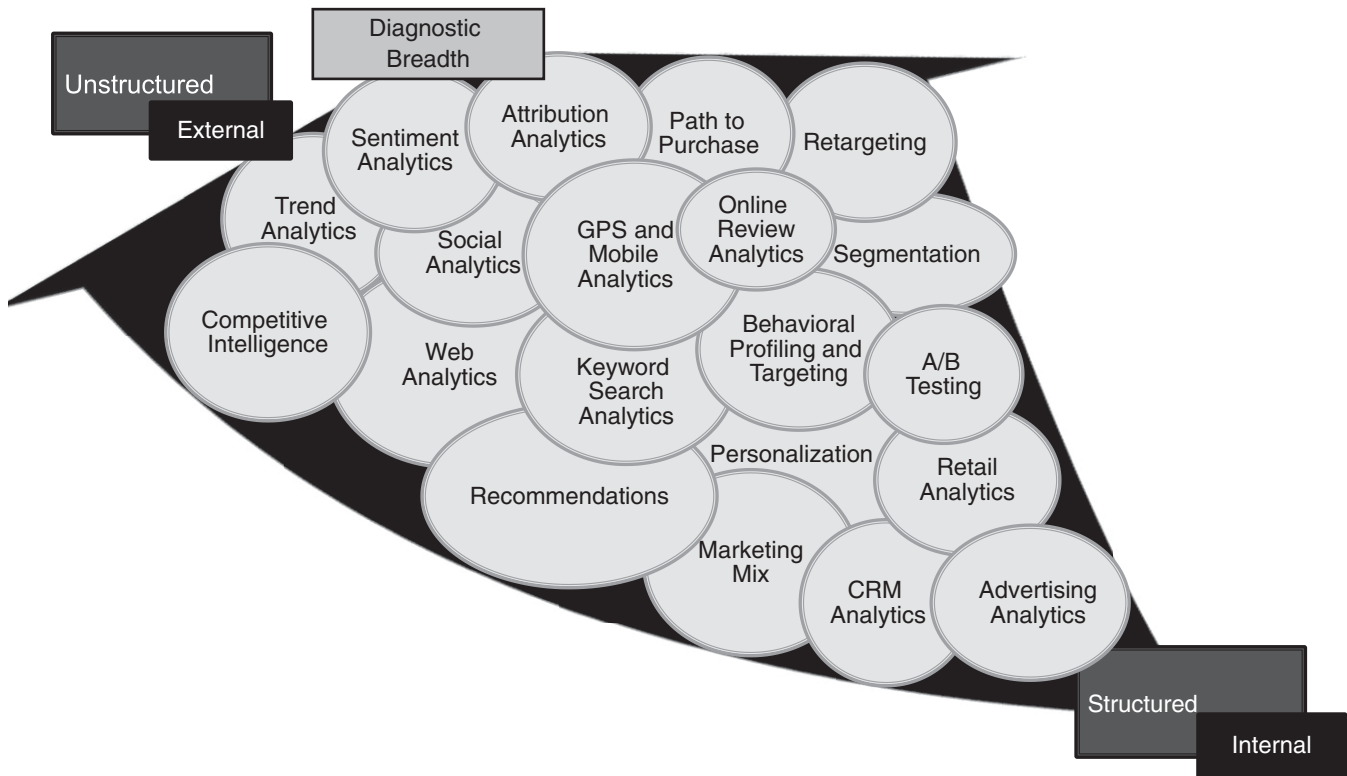 Diagnostic
Breadth
Unstructured
External
Sentiment
Analytics
Attribution
Analytics
Path to
Purchase
Retargeting
Trend
Analytics
Social
Analytics
GPS and
Mobile
Analytics
Online
Review
Analytics
Segmentation
Competitive
Intelligence
Web
Analytics
Keyword
Search
Analytics
Behavioral
Profiling and
Targeting
A/B
Testing
Recommendations
Personalization
Retail
Analytics
Marketing
Mix
CRM
Analytics
Advertising
Analytics
Structured
Internal